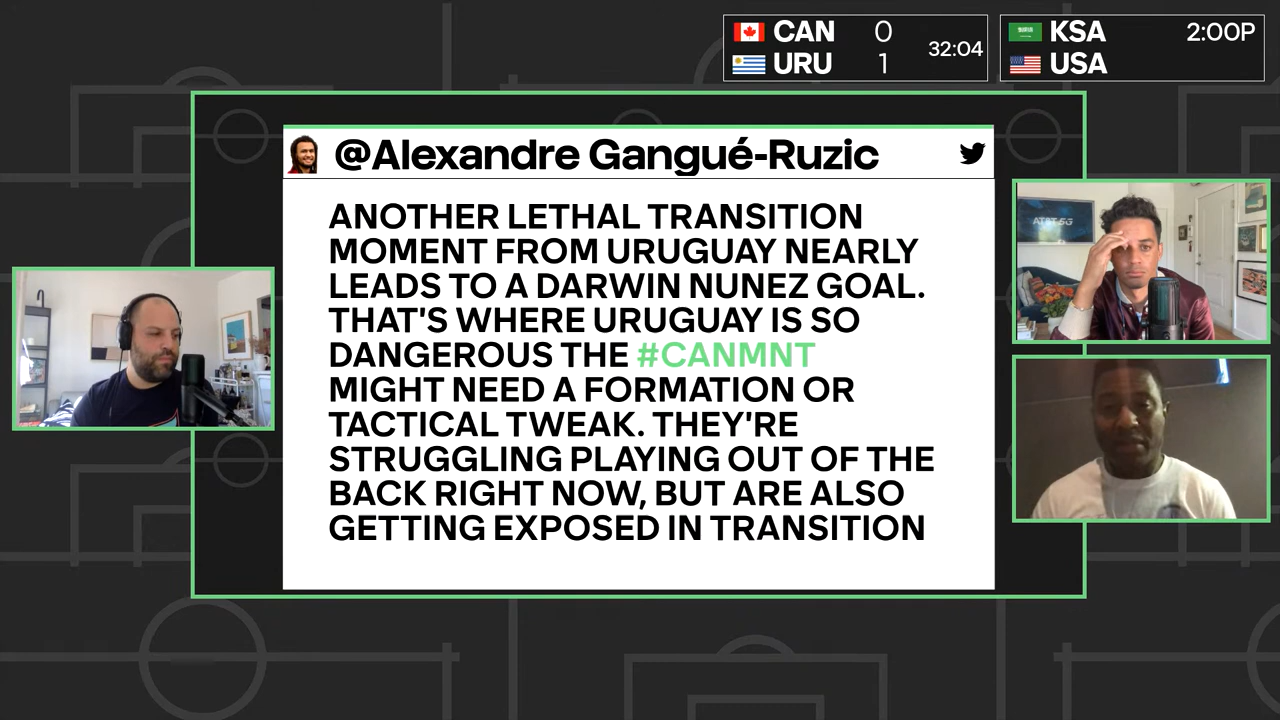 CAN 0
URU 1
32:04
KSA 2:00P
USA
@Alexandre Gangué-Ruzic
ANOTHER LETHAL TRANSITION
MOMENT FROM URUGUAY NEARLY
LEADS TO A DARWIN NUNEZ GOAL.
THAT'S WHERE URUGUAY IS SO
DANGEROUS THE #CANMNT
MIGHT NEED A FORMATION OR
TACTICAL TWEAK. THEY'RE
STRUGGLING PLAYING OUT OF THE
BACK RIGHT NOW, BUT ARE ALSO
GETTING EXPOSED IN TRANSITION
AT&T 5G